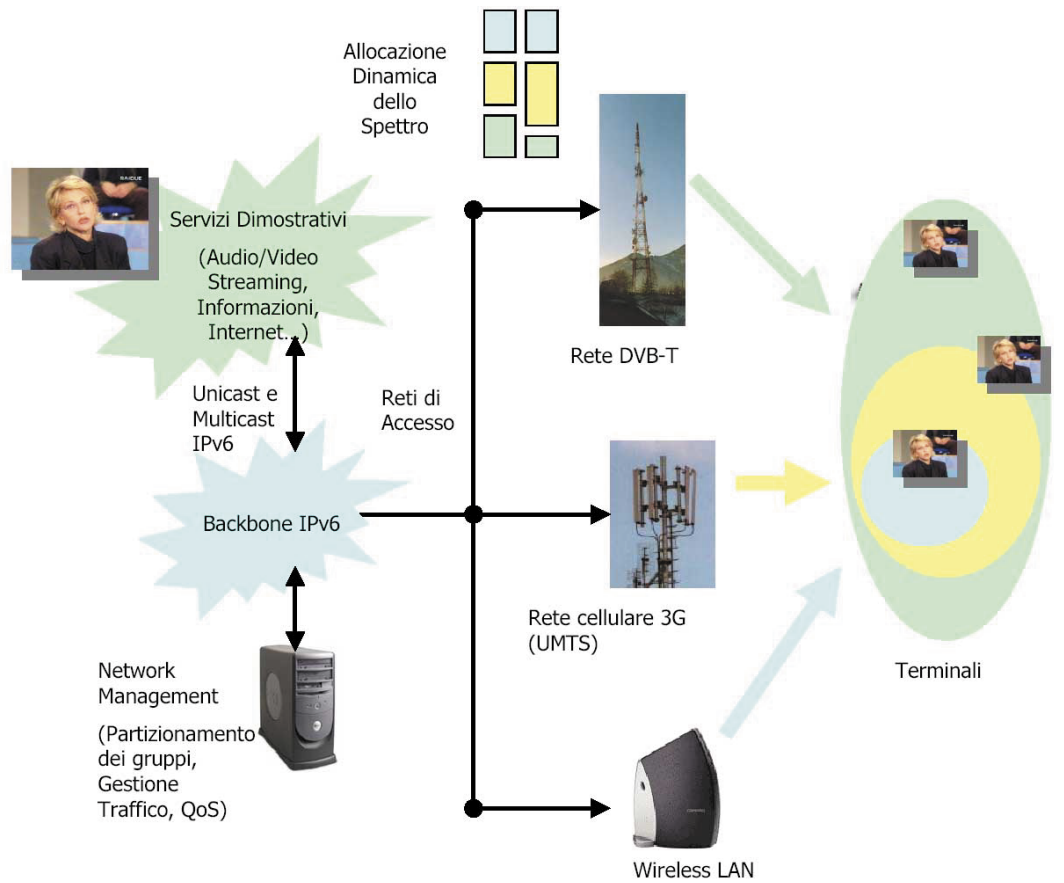 Allocazione
Dinamica
dello
Spettro
RAIDUE
Servizi Dimostrativi
(Audio/Video
Streaming,
Informazioni,
Internet...)
Unicast e
Multicast
IPv6
Reti di
Accesso
Rete DVB-T
Backbone IPv6
Rete cellulare 3G
(UMTS)
Terminali
Network
Management
(Partizionamento
dei gruppi,
Gestione
Traffico, QoS)
Wireless LAN